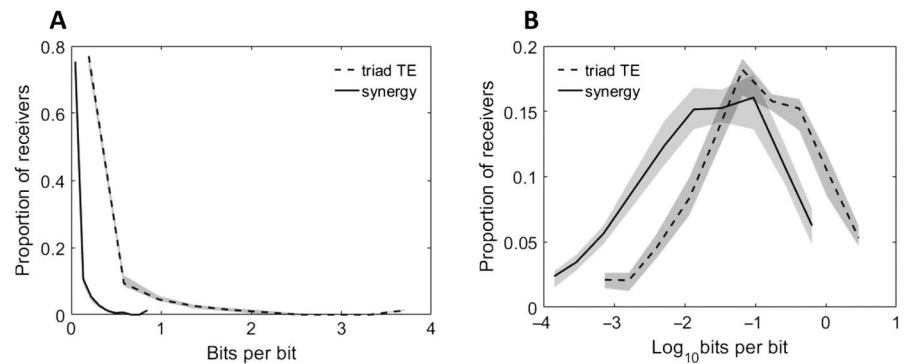 A
Proportion of receivers
0.8
0.6
0.4
0.2
0
0
1
2
3
4
Bits per bit
triad TE
synergy
B
Proportion of receivers
0.2
0.15
0.1
0.05
0
−4
−3
−2
−1
0
1
Log10bits per bit
triad TE
synergy